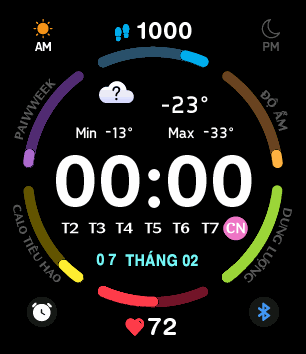 1000
AM
PM
?
-23°
PAIWWEEK
ĐỘ ẨM
Min -13° Max -33°
00:00
T2 T3 T4 T5 T6 T7 CN
CALO TIÊU HAO
DUNG LƯỢNG
07 THÁNG 02
72